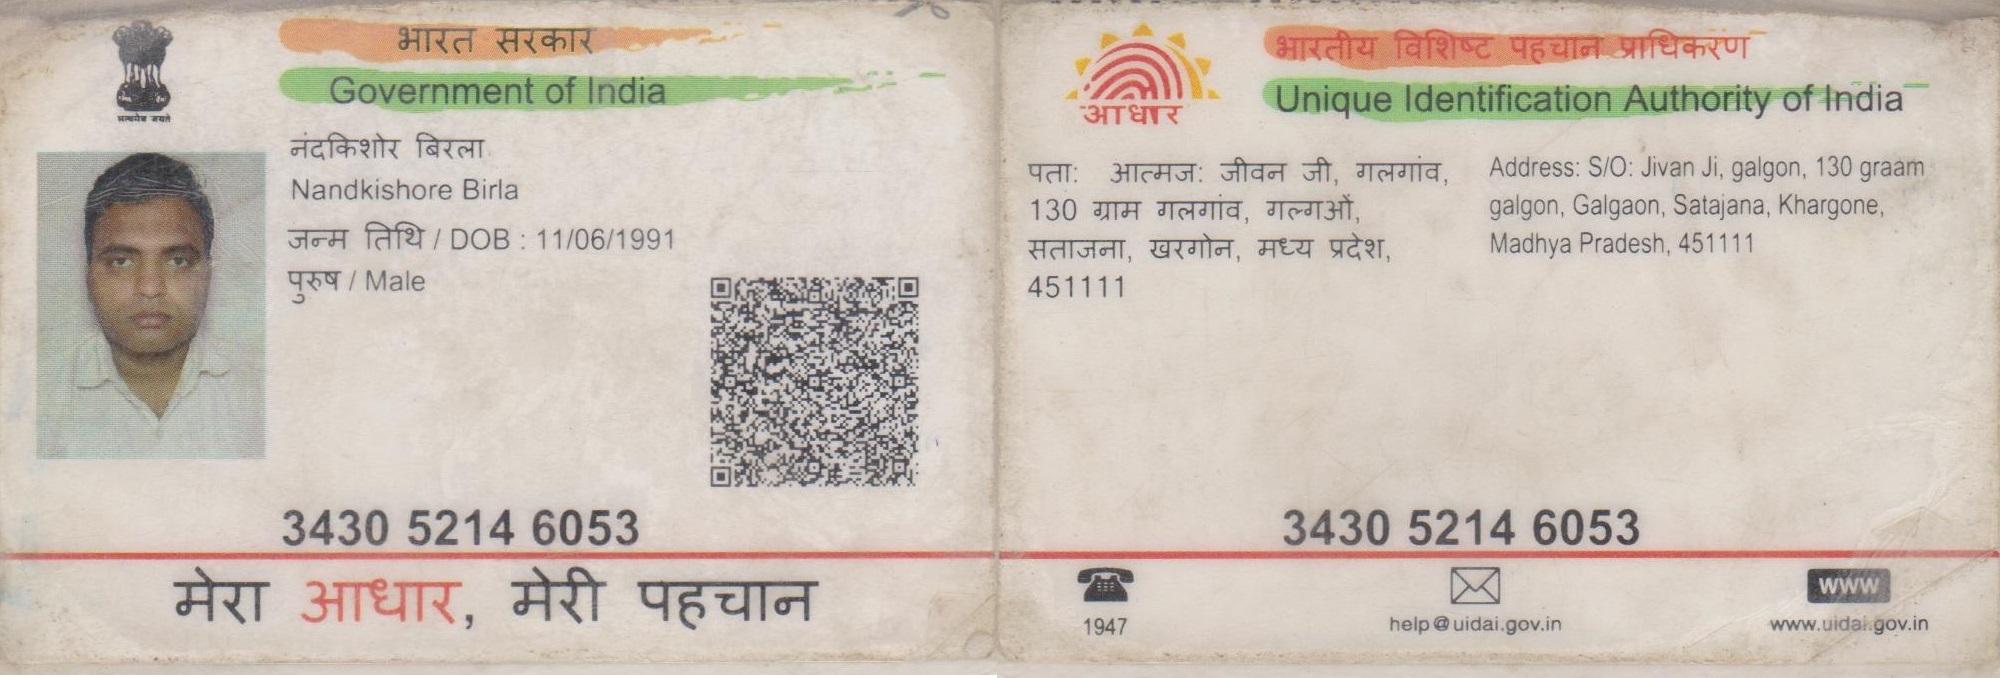 भारत सरकार
Government of India
सत्यमेव जयते
नंदकिशोर बिरला
Nandkishore Birla
जन्म तिथि / DOB : 11/06/1991
पुरुष / Male
3430 5214 6053
मेरा आधार, मेरी पहचान
आधार
भारतीय विशिष्ट पहचान प्राधिकरण
Unique Identification Authority of India
पता: आत्मज: जीवन जी, गलगांव,
130 ग्राम गलगांव, गल्गओं,
सताजना, खरगोन, मध्य प्रदेश,
451111
Address: S/O: Jivan Ji, galgon, 130 graam
galgon, Galgaon, Satajana, Khargone,
Madhya Pradesh, 451111
3430 5214 6053
1947
help@uidai.gov.in
WWW
www.uidai.gov.in